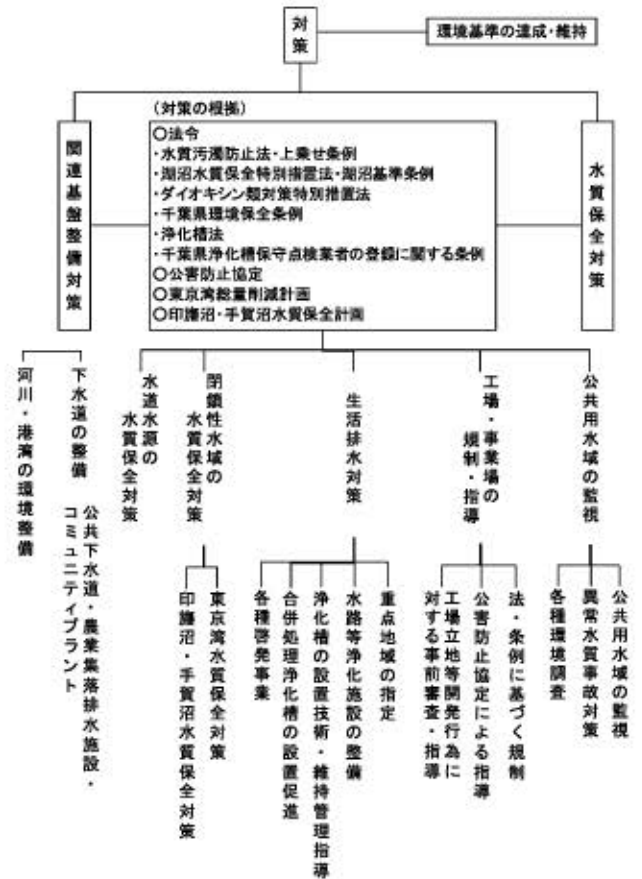 対策
環境基準の達成・維持
(対策の根拠)
関連基盤整備対策
○法令
・水質汚濁防止法・上乗せ条例
・湖沼水質保全特別措置法・湖沼基準条例
・ダイオキシン類対策特別措置法
・千葉県環境保全条例
・浄化槽法
・千葉県浄化槽保守点検業者の登録に関する条例
○公害防止協定
○東京湾総量削減計画
○印旛沼・手賀沼水質保全計画
水質保全対策
公共用水域の監視
公共用水域の監視
異常水質事故対策
各種環境調査
工場・事業場の
規制・指導
法・条例に基づく規制
公害防止協定による指導
工場立地等開発行為に
対する事前審査・指導
生活排水対策
重点地域の指定
水路等浄化施設の整備
浄化槽の設置技術・維持管理指導
合併処理浄化槽の設置促進
各種啓発事業
閉鎖性水域の
水質保全対策
東京湾水質保全対策
印旛沼・手賀沼水質保全対策
水道水源の
水質保全対策
下水道の整備
公共下水道・農業集落排水施設・
コミュニティプラント
河川・港湾の環境整備